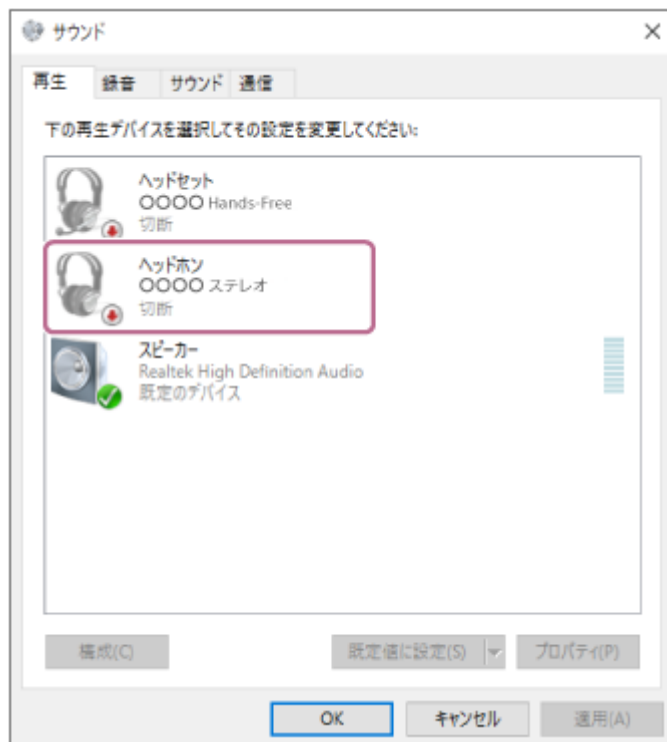 サウンド
再生 録音 サウンド 通信
下の再生デバイスを選択してその設定を変更してください:
ヘッドセット
〇〇〇〇 Hands-Free
切断
ヘッドホン
〇〇〇〇 ステレオ
切断
スピーカー
Realtek High Definition Audio
既定のデバイス
構成(C) 既定値に設定(S) プロパティ(P)
OK キャンセル 適用(A)